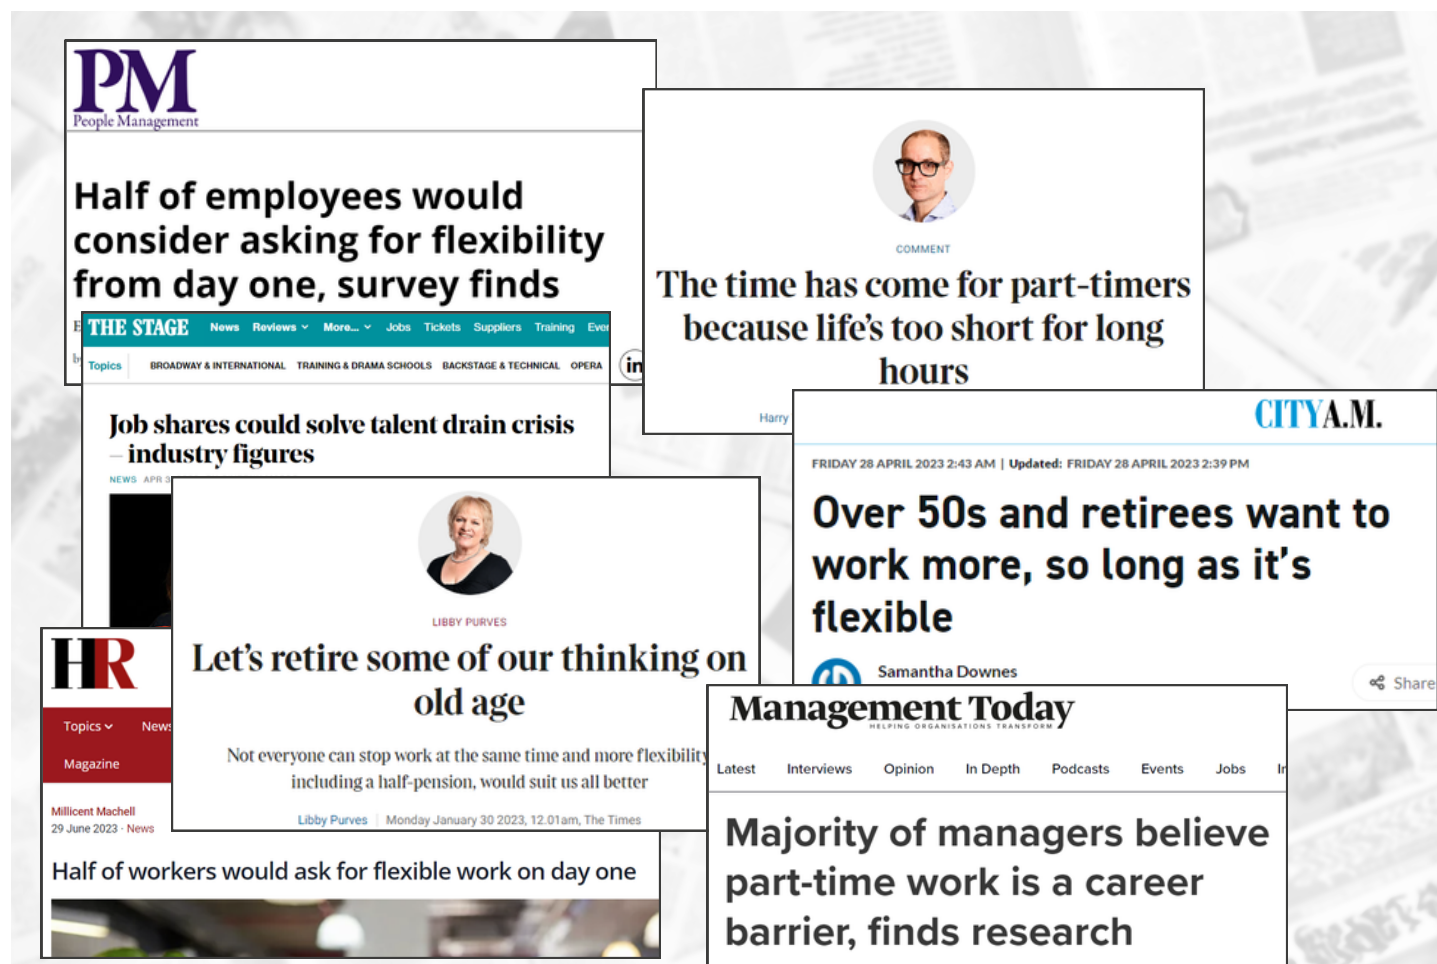 PM
People Management
Half of employees would
consider asking for flexibility
from day one, survey finds
in
COMMENT
The time has come for part-timers
because life's too short for long
hours
Harry
THE STAGE News Reviews More... Jobs Tickets Suppliers Training
Topics BROADWAY & INTERNATIONAL TRAINING & DRAMA SCHOOLS BACKSTAGE & TECHNICAL OPERA
Job shares could solve talent drain crisis
– industry figures
NEWS APR 3
CITYA.M.
FRIDAY 28 APRIL 2023 2:43 AM | Updated: FRIDAY 28 APRIL 2023 2:39 PM
Over 50s and retirees want to
work more, so long as it's
flexible
Samantha Downes
Share
LIBBY PURVES
Let's retire some of our thinking on
old age
Not everyone can stop work at the same time and more flexibility
including a half-pension, would suit us all better
Libby Purves | Monday January 30 2023, 12.01am, The Times
HR
Topics News
Magazine
Millicent Machell
29 June 2023 · News
Half of workers would ask for flexible work on day one
Management Today
HELPING ORGANISATIONS TRANSFORM
Latest Interviews Opinion In Depth Podcasts Events Jobs
Majority of managers believe
part-time work is a career
barrier, finds research